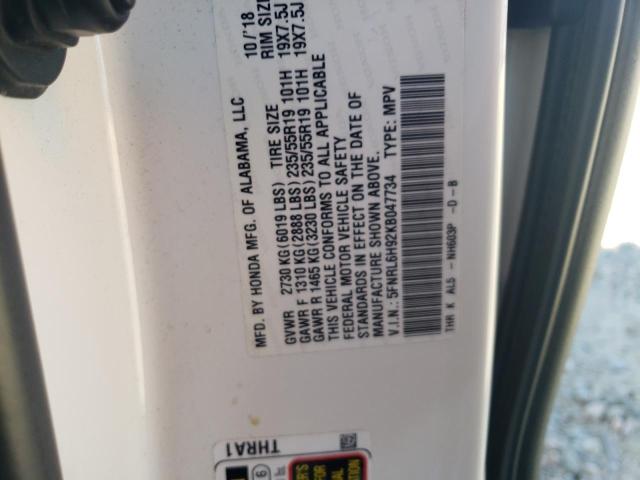 MFD. BY HONDA MFG. OF ALABAMA, LLC 10/'18
GVWR 2730 KG (6019 LBS) TIRE SIZE RIM SIZE
GAWR F 1310 KG (2888 LBS) 235/55R19 101H 19X7.5J
GAWR R 1465 KG (3230 LBS) 235/55R19 101H 19X7.5J
THIS VEHICLE CONFORMS TO ALL APPLICABLE
FEDERAL MOTOR VEHICLE SAFETY
STANDARDS IN EFFECT ON THE DATE OF
MANUFACTURE SHOWN ABOVE.
V.I.N.: 5FNRL6H92KB047734 TYPE: MPV
THR K AL5 - NH603P -D -B
THRA1